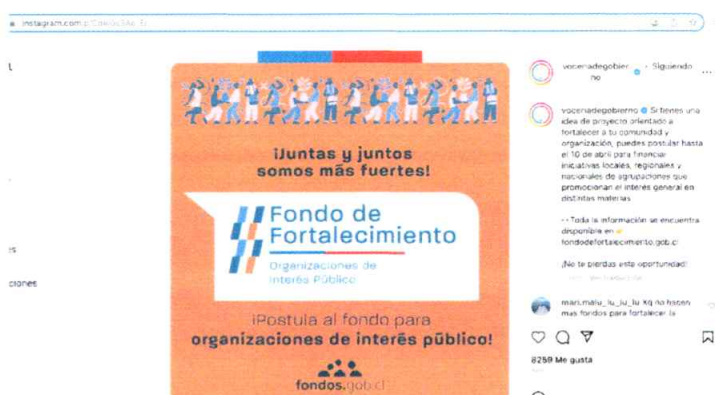 instagram.com
¡Juntas y juntos
somos más fuertes!
Fondo de
Fortalecimiento
Organizaciones de
Interés Público
¡Postula al fondo para
organizaciones de interés público!
fondos.gob.cl
ciones
voceriadegobier • Siguiendo
no
voceriadegobierno Si tienes una
idea de proyecto orientado a
fortalecer a tu comunidad y
organización, puedes postular hasta
el 10 de abril para financiar
iniciativas locales, regionales y
nacionales de agrupaciones que
promocionan el interés general en
distintas materias
Toda la información se encuentra
disponible en
fondodefortalecimiento.gob.cl
¡No te pierdas esta oportunidad!
no hacen
mas fondos para fortalecer la
8259 Me gusta